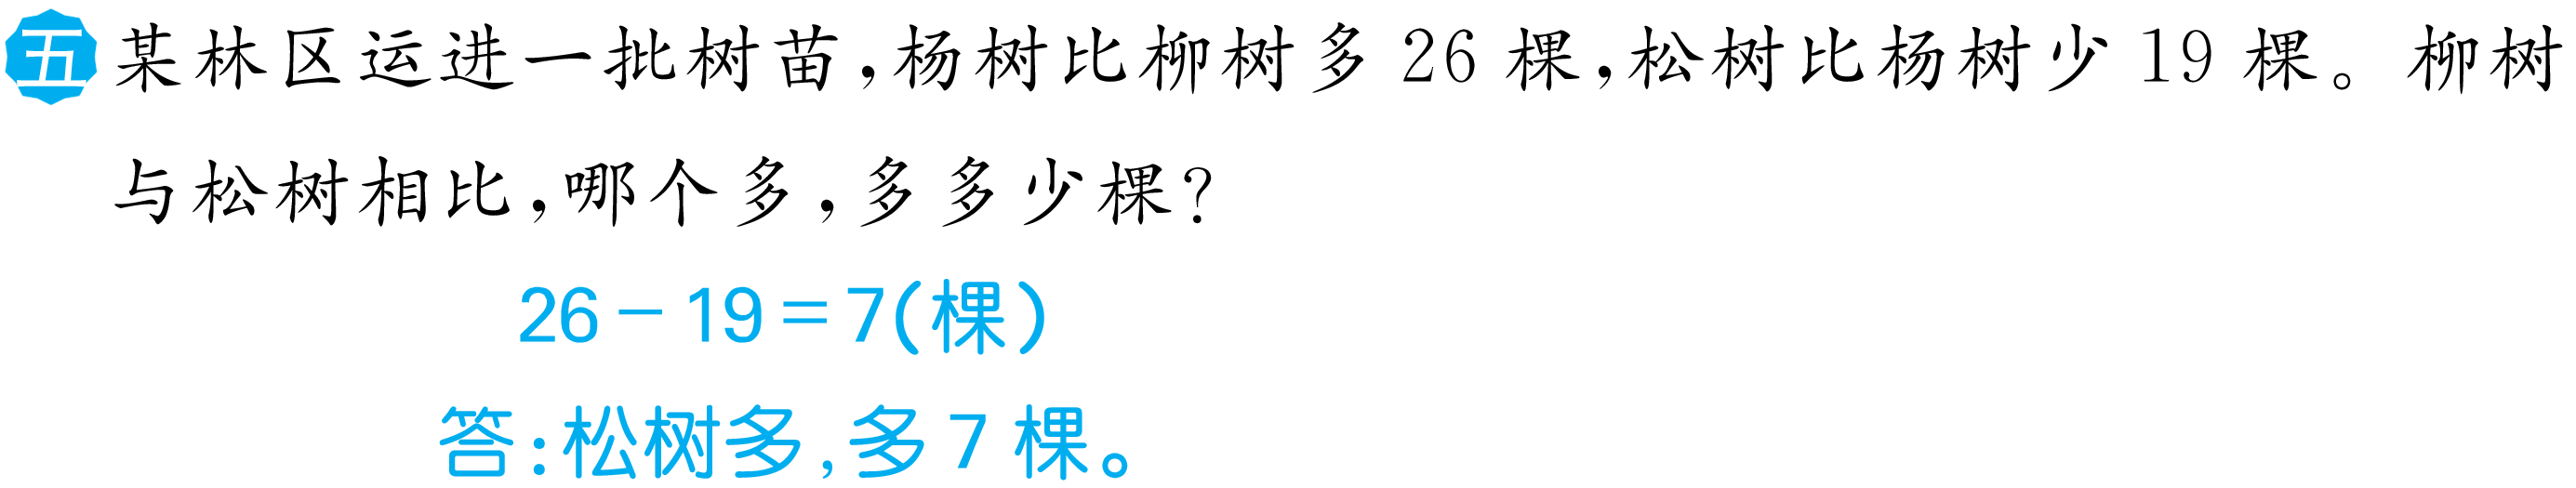 五 某林区运进一批树苗,杨树比柳树多 26 棵,松树比杨树少 19 棵。柳树
与松树相比,哪个多,多多少棵?
26-19=7(棵)
答:松树多,多 7 棵。